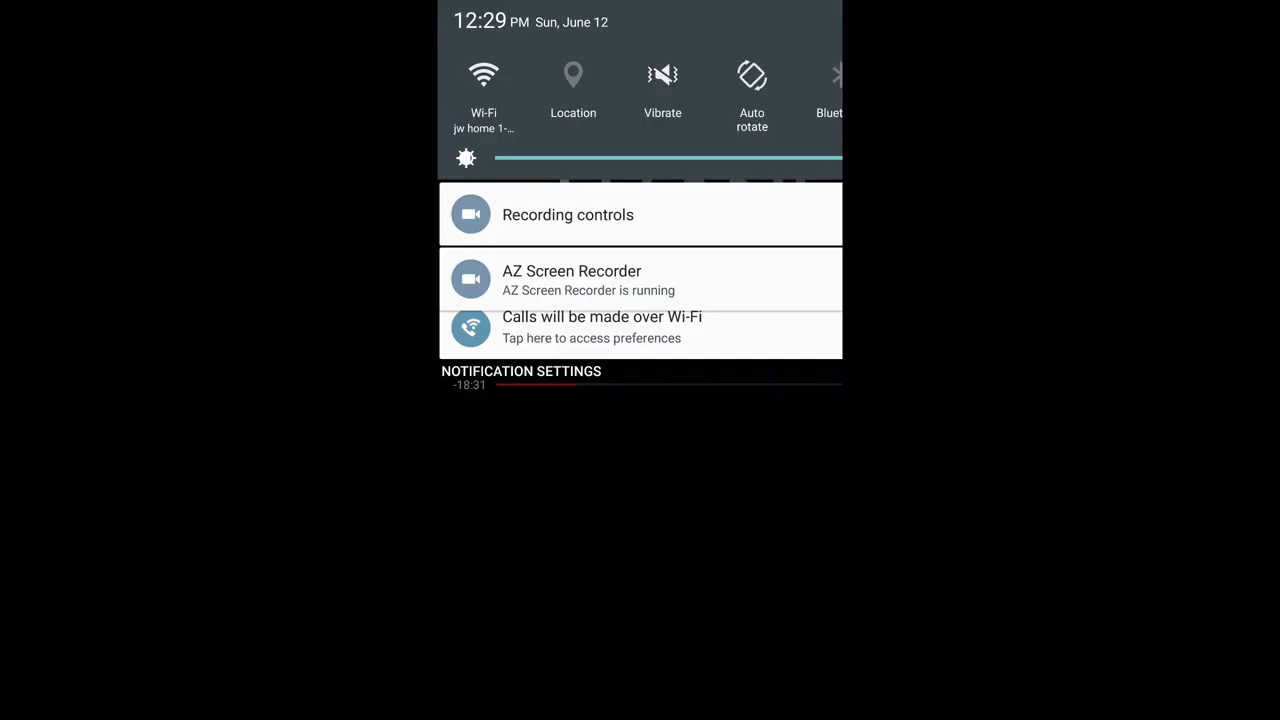 12:29 PM Sun, June 12
Wi-Fi
jw home 1-...
Location
Vibrate
Auto
rotate
Bluet
Recording controls
AZ Screen Recorder
AZ Screen Recorder is running
Calls will be made over Wi-Fi
Tap here to access preferences
NOTIFICATION SETTINGS
-18:31